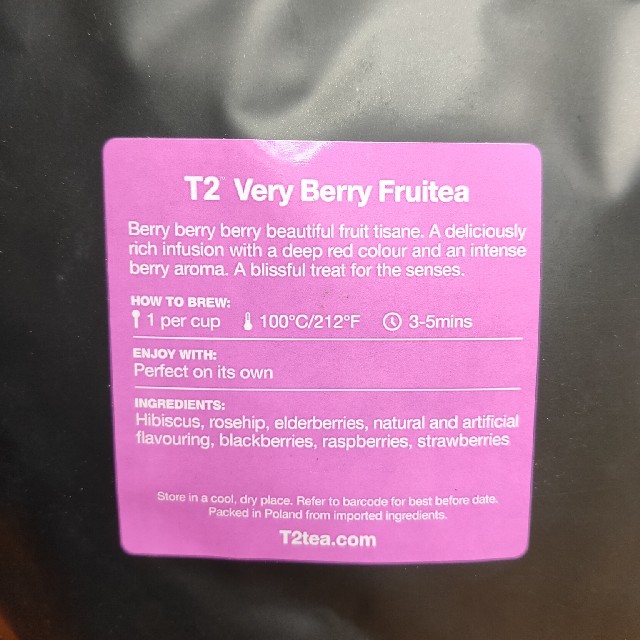 T2™ Very Berry Fruitea
Berry berry berry beautiful fruit tisane. A deliciously
rich infusion with a deep red colour and an intense
berry aroma. A blissful treat for the senses.
HOW TO BREW:
1 per cup 100°C/212°F 3-5mins
ENJOY WITH:
Perfect on its own
INGREDIENTS:
Hibiscus, rosehip, elderberries, natural and artificial
flavouring, blackberries, raspberries, strawberries
Store in a cool, dry place. Refer to barcode for best before date.
Packed in Poland from imported ingredients.
T2tea.com